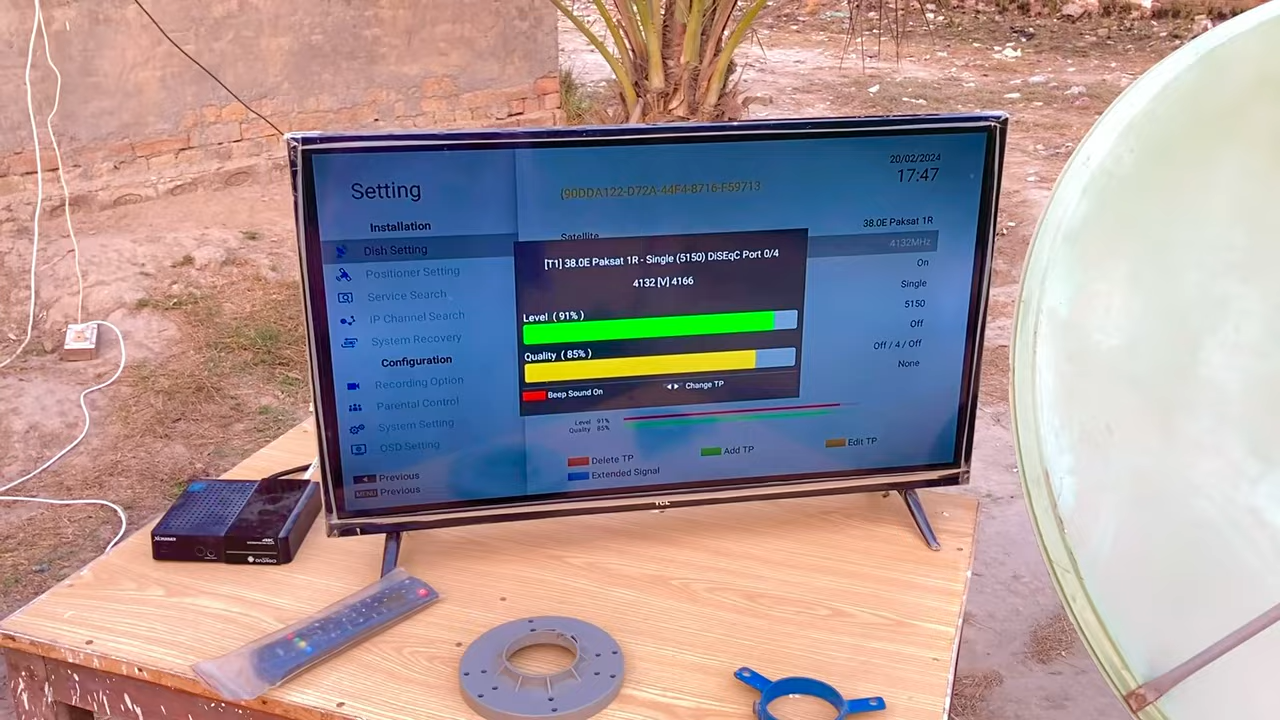 Setting
Installation
Dish Setting
Positioner Setting
Service Search
IP Channel Search
System Recovery
Configuration
Recording Option
Parental Control
System Setting
OSD Setting
Previous
MENU Previous
20/02/2024
17:47
{90DDA122-D72A-44F4-8716-F59713
Satellite
38.0E Paksat 1R
4132MHz
On
Single
5150
Off
Off / 4 / Off
None
[T1] 38.0E Paksat 1R - Single (5150) DiSEqC Port 0/4
4132 [V] 4166
Level ( 91% )
Quality ( 85% )
Beep Sound On
Change TP
Level 91%
Quality 85%
Delete TP
Add TP
Edit TP
Extended Signal
TCL
4K